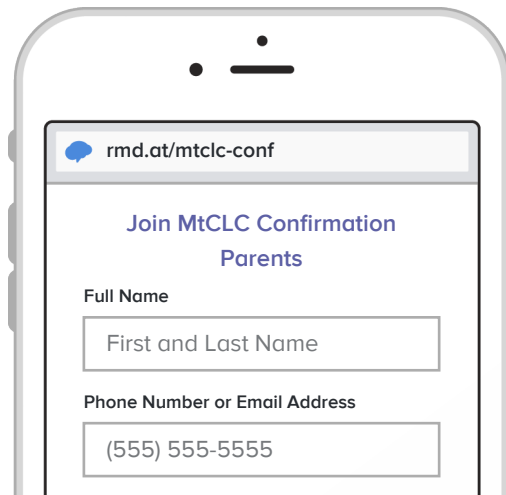 rmd.at/mtclc-conf
Join MtCLC Confirmation
Parents
Full Name
First and Last Name
Phone Number or Email Address
(555) 555-5555